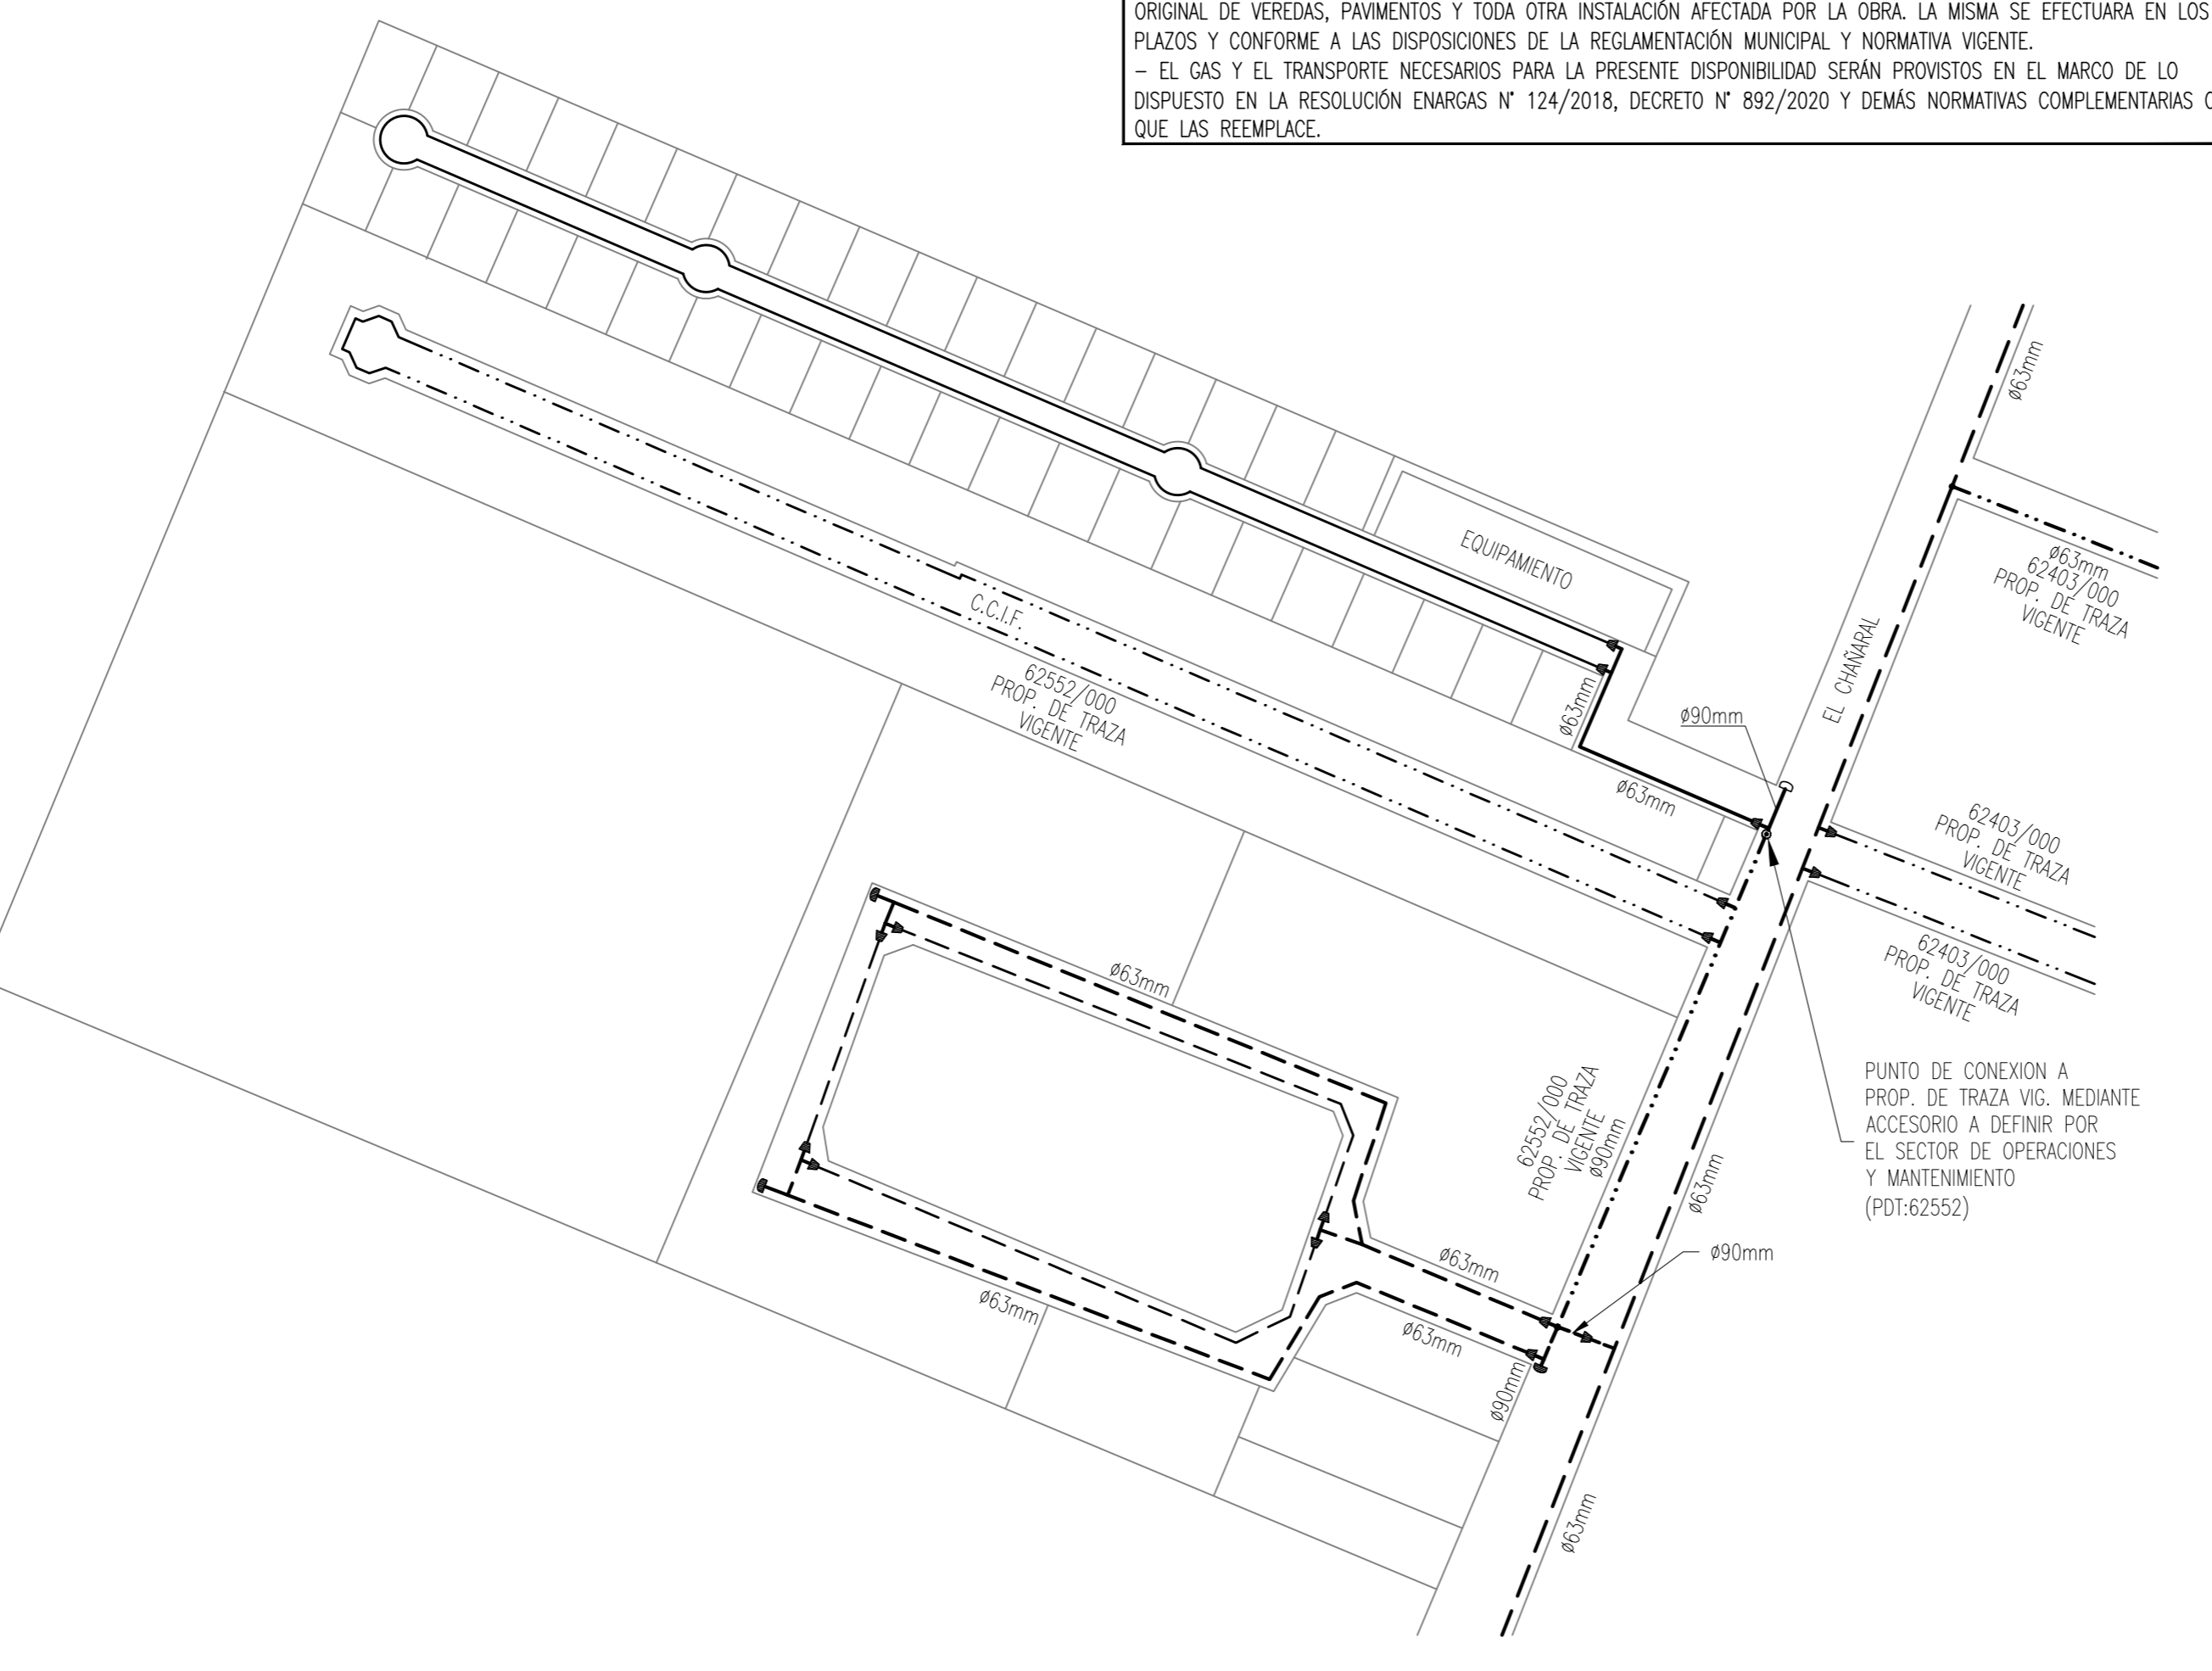 ORIGINAL DE VEREDAS, PAVIMENTOS Y TODA OTRA INSTALACIÓN AFECTADA POR LA OBRA. LA MISMA SE EFECTUARA EN LOS
PLAZOS Y CONFORME A LAS DISPOSICIONES DE LA REGLAMENTACIÓN MUNICIPAL Y NORMATIVA VIGENTE.
– EL GAS Y EL TRANSPORTE NECESARIOS PARA LA PRESENTE DISPONIBILIDAD SERÁN PROVISTOS EN EL MARCO DE LO
DISPUESTO EN LA RESOLUCIÓN ENARGAS N° 124/2018, DECRETO N° 892/2020 Y DEMÁS NORMATIVAS COMPLEMENTARIAS
QUE LAS REEMPLACE.
ø63mm
EQUIPAMIENTO
ø63mm
62403/000
PROP. DE TRAZA
VIGENTE
C.C.I.F.
EL CHAÑARAL
62552/000
PROP. DE TRAZA
VIGENTE
ø63mm
ø90mm
ø63mm
62403/000
PROP. DE TRAZA
VIGENTE
62403/000
PROP. DE TRAZA
VIGENTE
ø63mm
PUNTO DE CONEXION A
PROP. DE TRAZA VIG. MEDIANTE
ACCESORIO A DEFINIR POR
EL SECTOR DE OPERACIONES
Y MANTENIMIENTO
(PDT:62552)
62552/000
PROP. DE TRAZA
VIGENTE
ø90mm
ø63mm
ø90mm
ø63mm
ø63mm
ø63mm
ø90mm
ø63mm